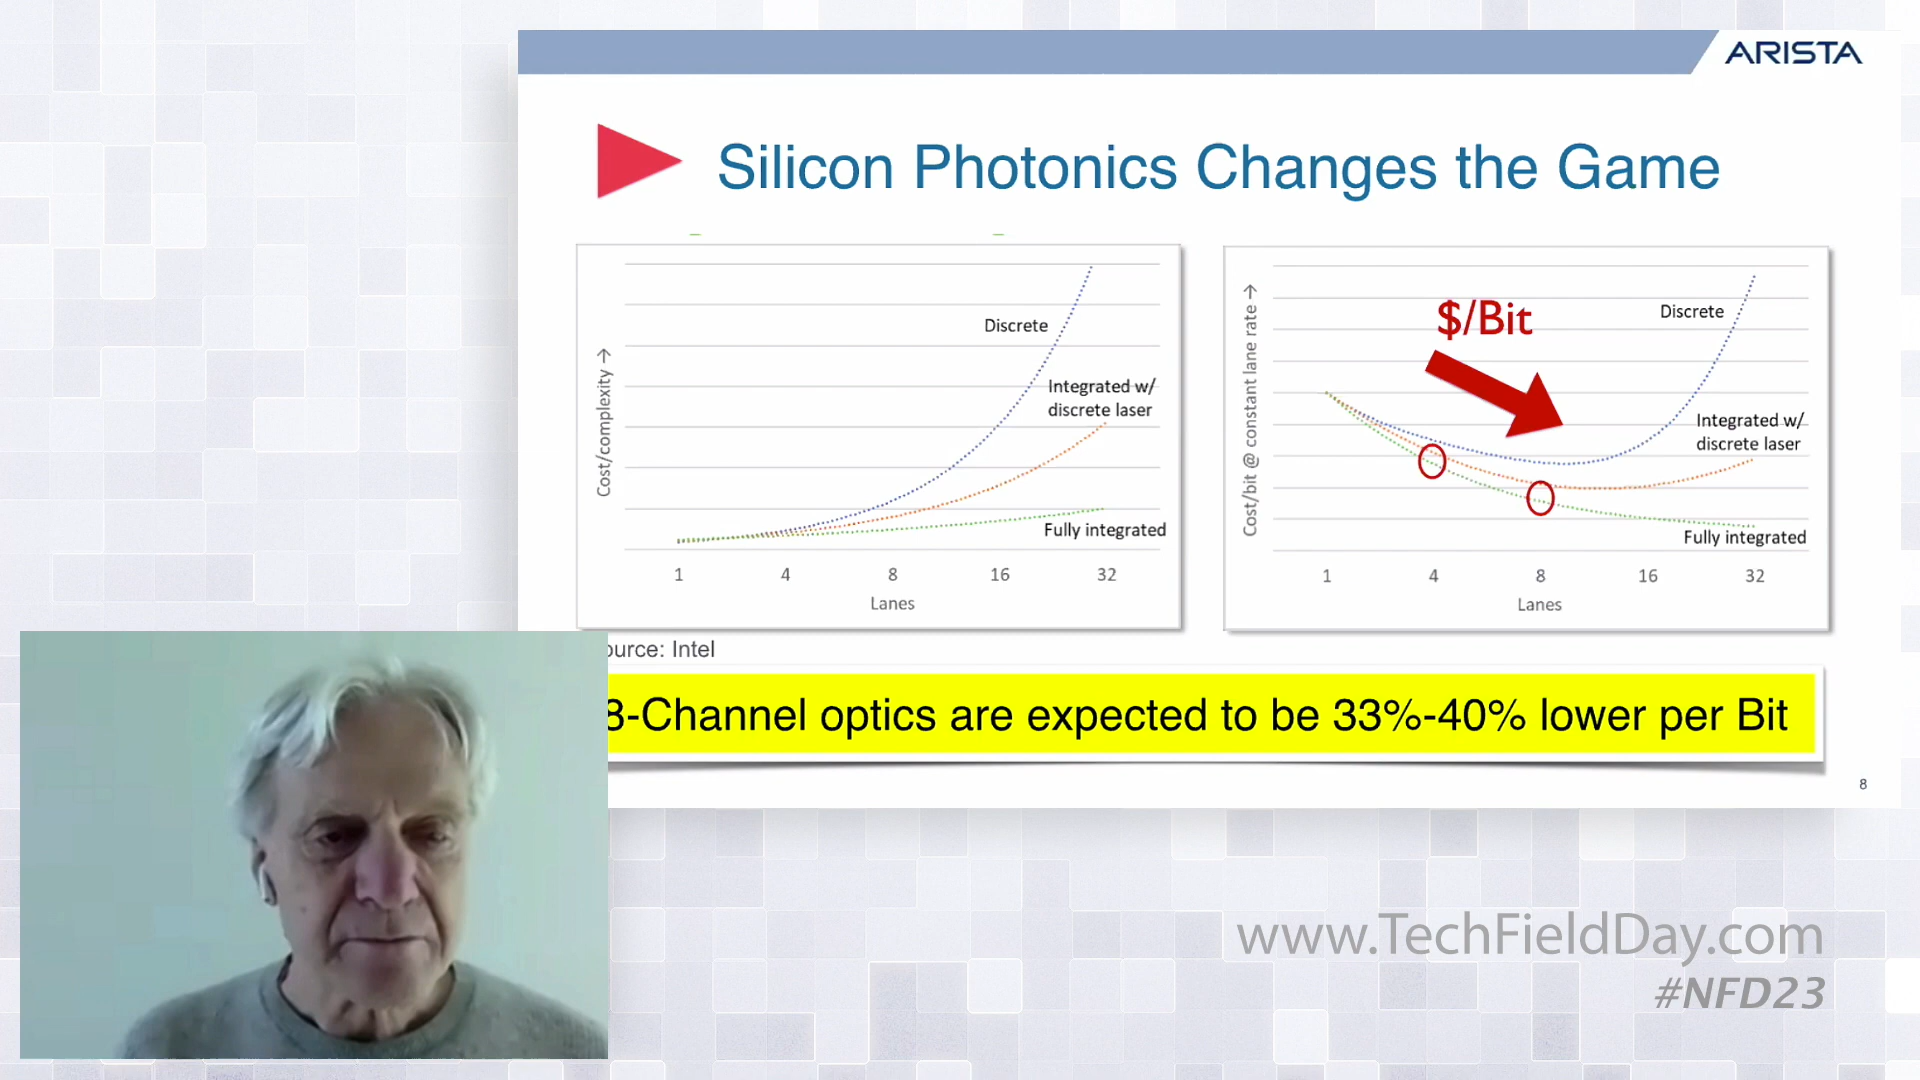 ARISTA
Silicon Photonics Changes the Game
Cost/complexity →
Discrete
Integrated w/
discrete laser
Fully integrated
1 4 8 16 32
Lanes
Cost/bit @ constant lane rate →
$/Bit
Discrete
Integrated w/
discrete laser
Fully integrated
1 4 8 16 32
Lanes
Source: Intel
8-Channel optics are expected to be 33%-40% lower per Bit
8
www.TechFieldDay.com
#NFD23